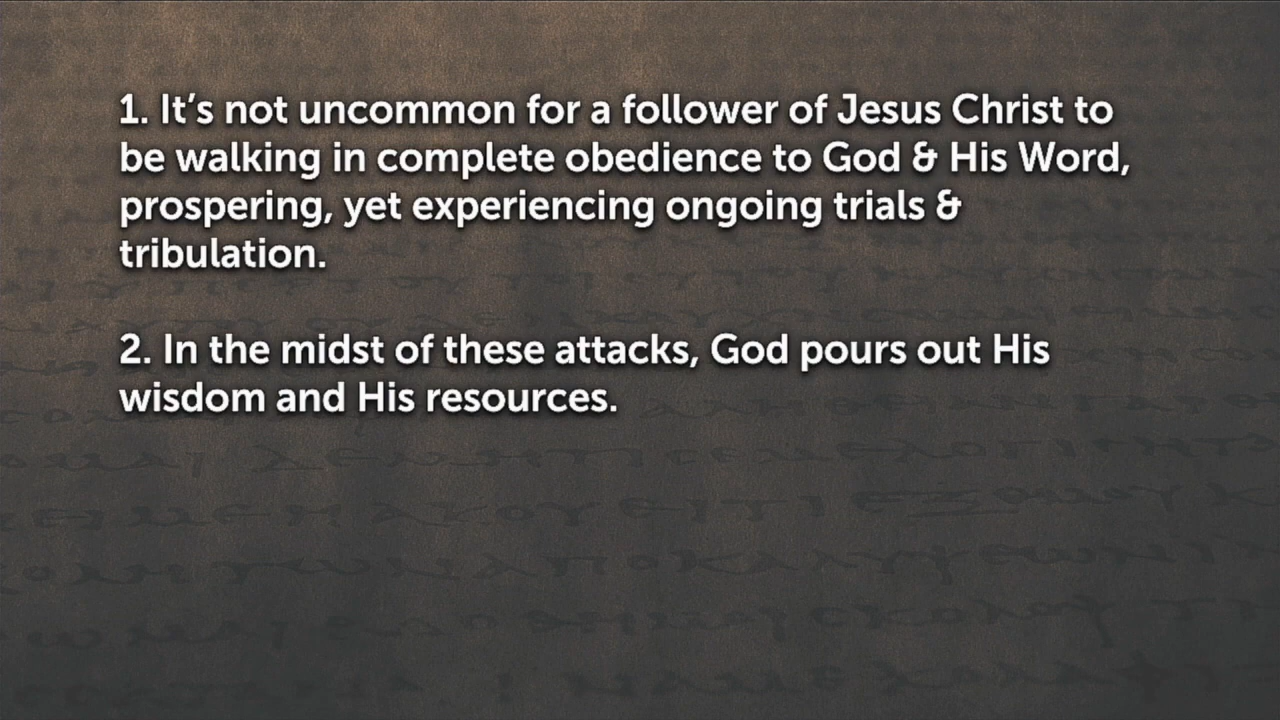 1. It’s not uncommon for a follower of Jesus Christ to
be walking in complete obedience to God & His Word,
prospering, yet experiencing ongoing trials &
tribulation.
2. In the midst of these attacks, God pours out His
wisdom and His resources.